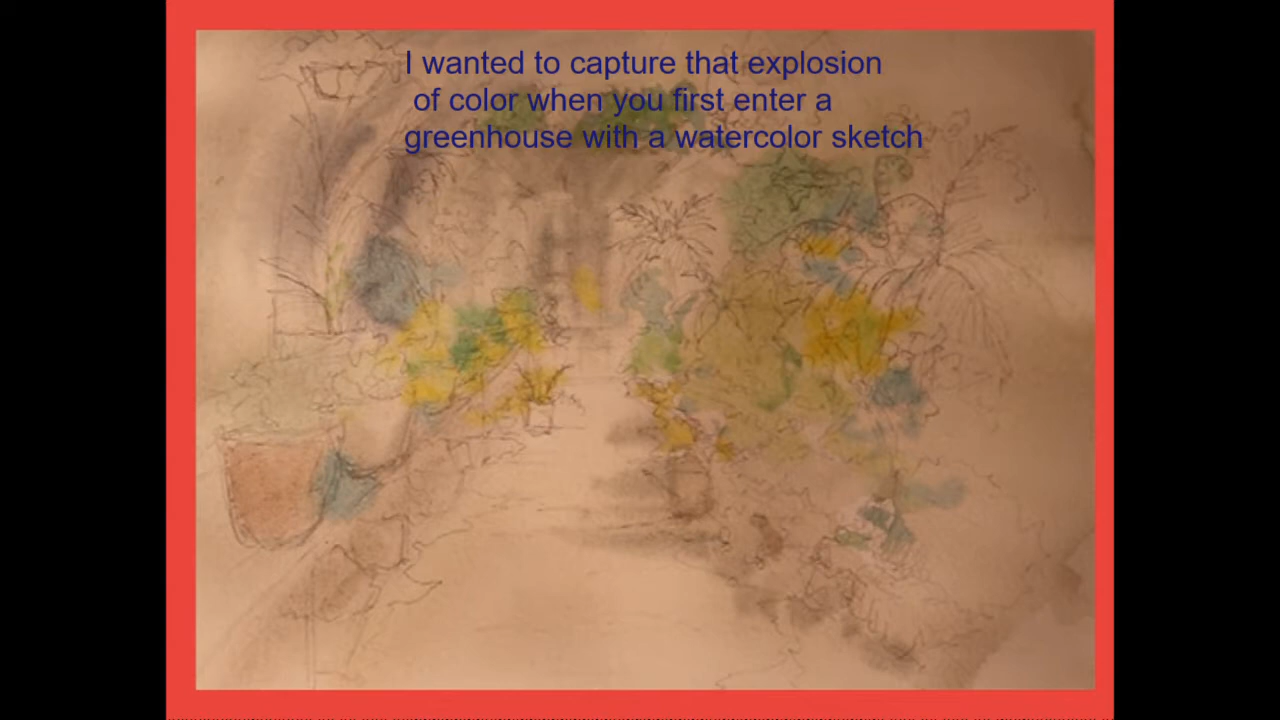 I wanted to capture that explosion
of color when you first enter a
greenhouse with a watercolor sketch